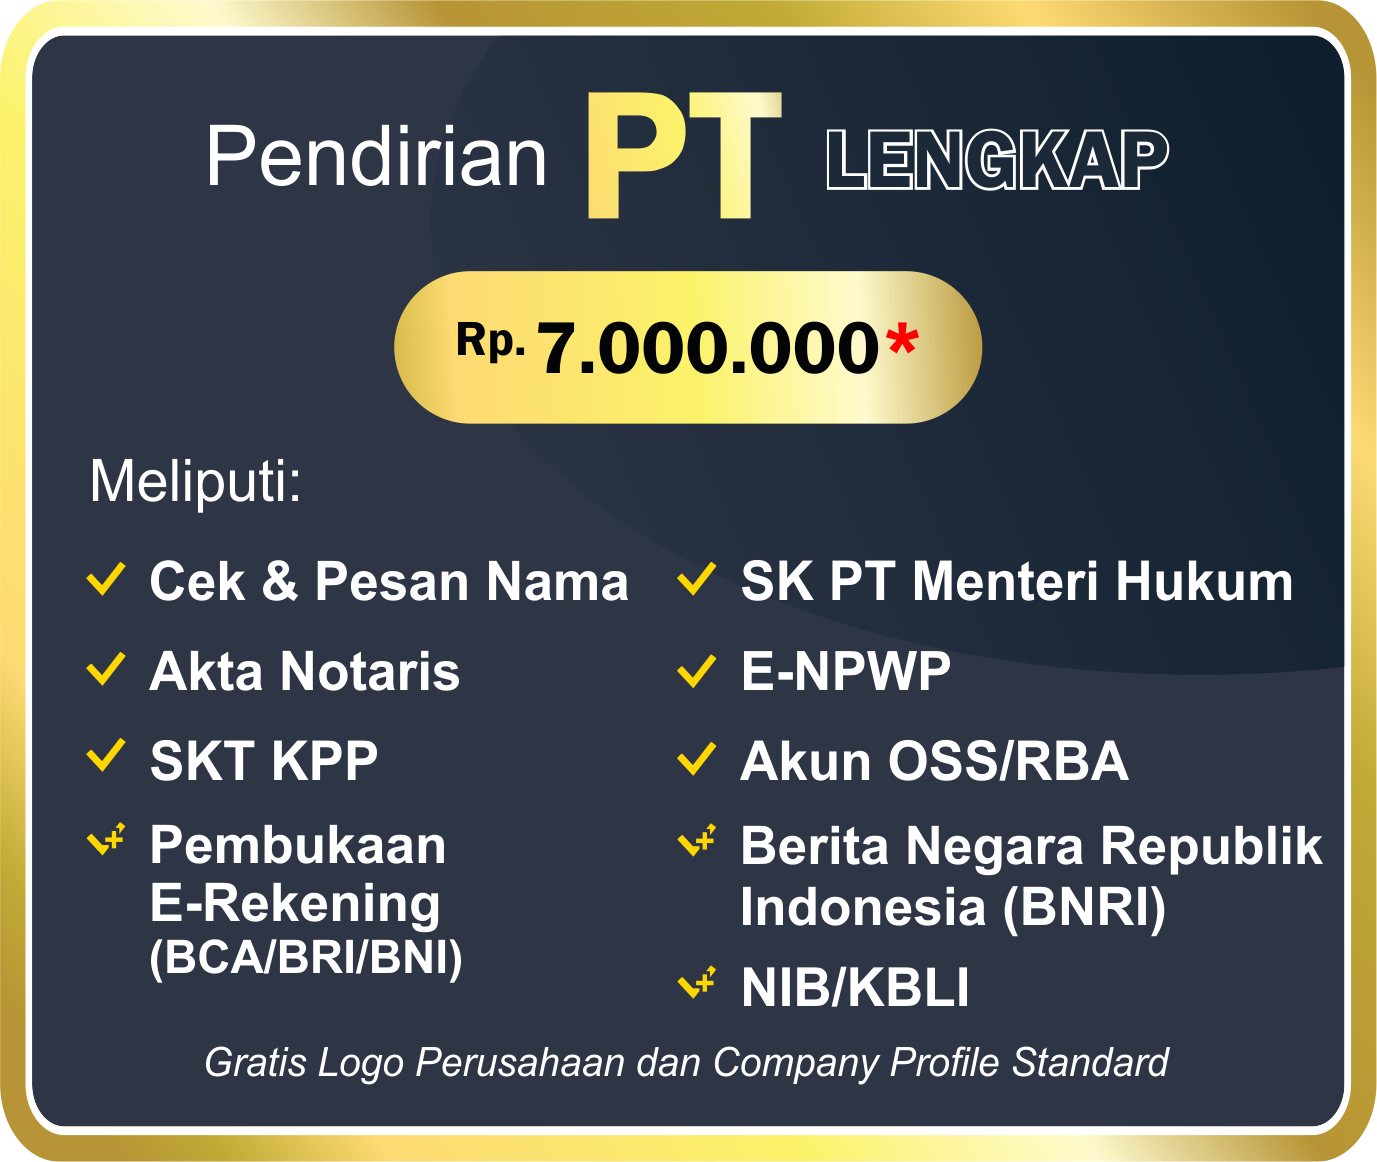 Pendirian PT LENGKAP
Rp. 7.000.000*
Meliputi:
Cek & Pesan Nama
Akta Notaris
SKT KPP
Pembukaan
E-Rekening
(BCA/BRI/BNI)
SK PT Menteri Hukum
E-NPWP
Akun OSS/RBA
Berita Negara Republik
Indonesia (BNRI)
NIB/KBLI
Gratis Logo Perusahaan dan Company Profile Standard